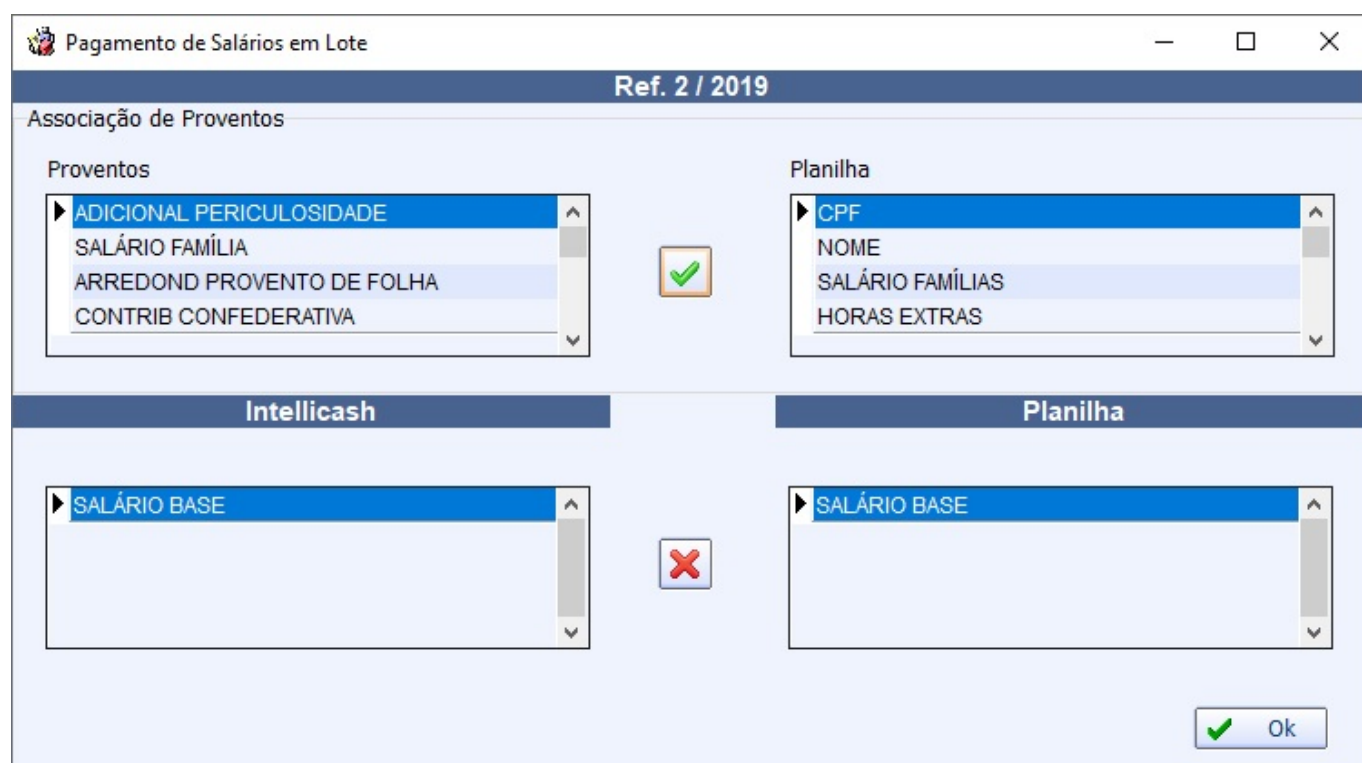 Pagamento de Salários em Lote
Ref. 2 / 2019
Associação de Proventos
Proventos
ADICIONAL PERICULOSIDADE
SALÁRIO FAMÍLIA
ARREDOND PROVENTO DE FOLHA
CONTRIB CONFEDERATIVA
Planilha
CPF
NOME
SALÁRIO FAMÍLIAS
HORAS EXTRAS
Intellicash
Planilha
SALÁRIO BASE
SALÁRIO BASE
Ok